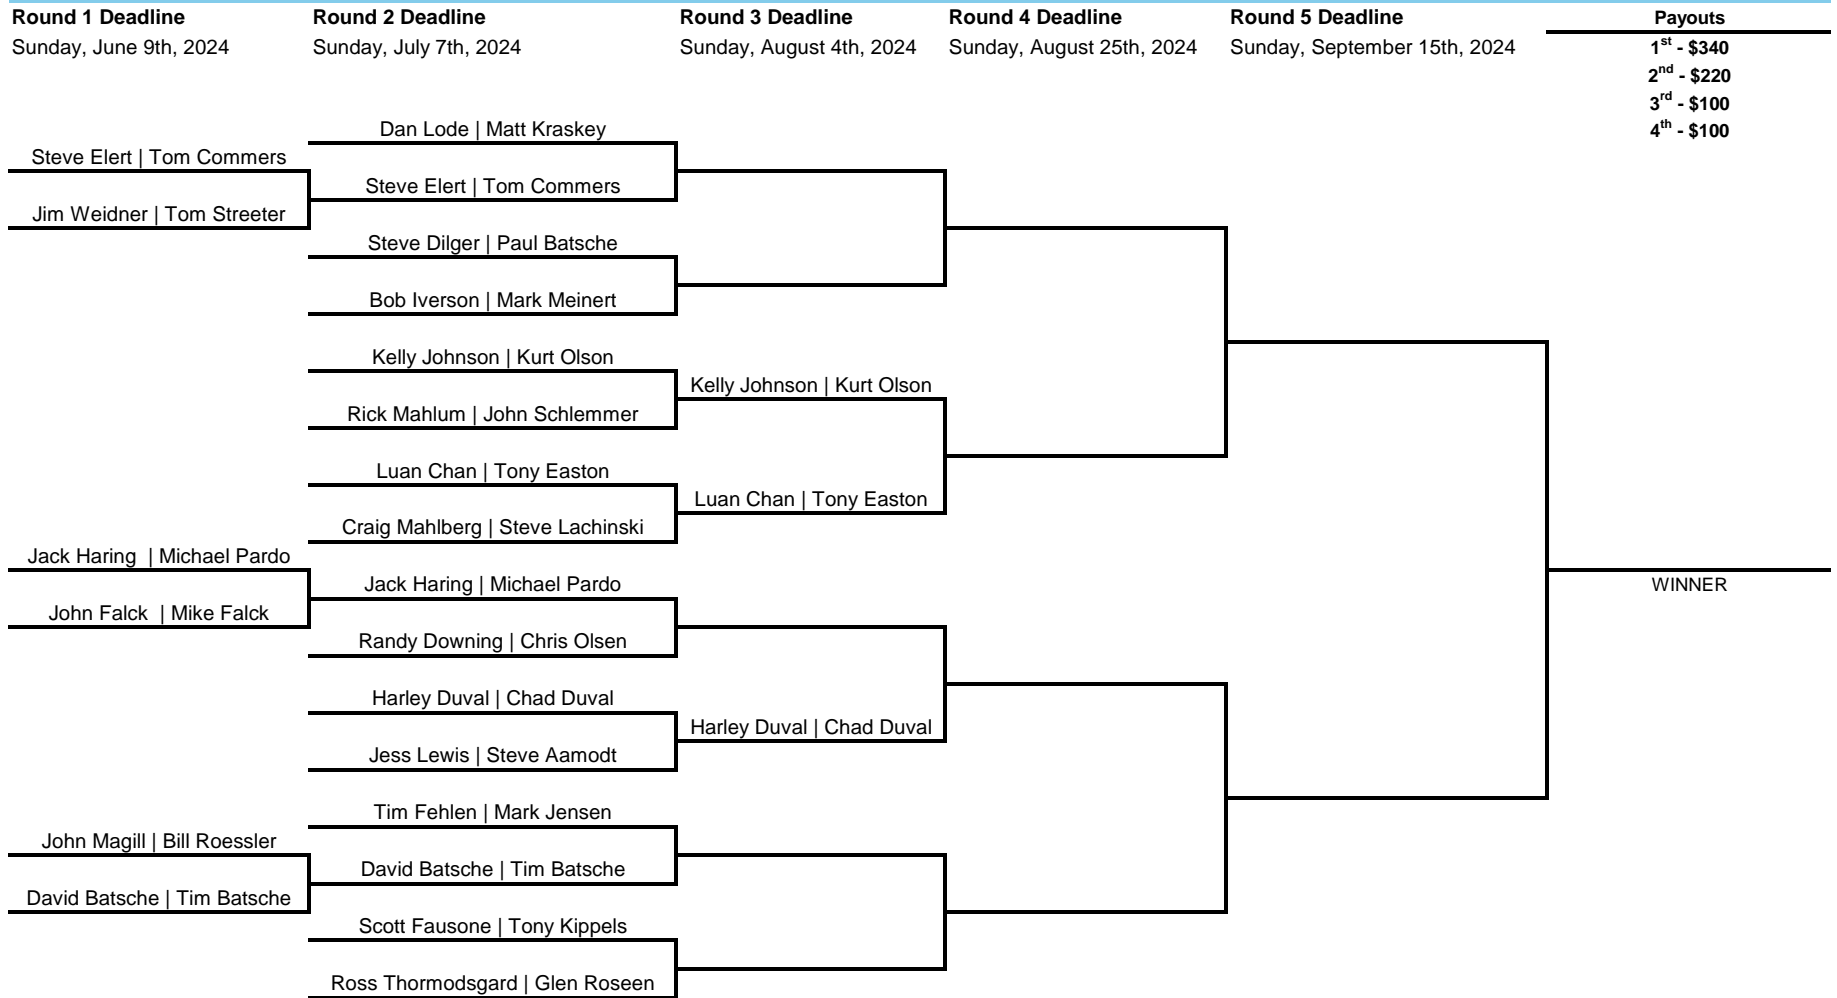 Round 1 Deadline
Round 2 Deadline
Round 3 Deadline
Round 4 Deadline
Round 5 Deadline
Payouts
Sunday, June 9th, 2024
Sunday, July 7th, 2024
Sunday, August 4th, 2024
Sunday, August 25th, 2024
Sunday, September 15th, 2024
1st - $340
2nd - $220
3rd - $100
4th - $100
Dan Lode | Matt Kraskey
Steve Elert | Tom Commers
Steve Elert | Tom Commers
Jim Weidner | Tom Streeter
Steve Dilger | Paul Batsche
Bob Iverson | Mark Meinert
Kelly Johnson | Kurt Olson
Kelly Johnson | Kurt Olson
Rick Mahlum | John Schlemmer
Luan Chan | Tony Easton
Luan Chan | Tony Easton
Craig Mahlberg | Steve Lachinski
Jack Haring  | Michael Pardo
Jack Haring | Michael Pardo
WINNER
John Falck  | Mike Falck
Randy Downing | Chris Olsen
Harley Duval | Chad Duval
Harley Duval | Chad Duval
Jess Lewis | Steve Aamodt
Tim Fehlen | Mark Jensen
John Magill | Bill Roessler
David Batsche | Tim Batsche
David Batsche | Tim Batsche
Scott Fausone | Tony Kippels
Ross Thormodsgard | Glen Roseen